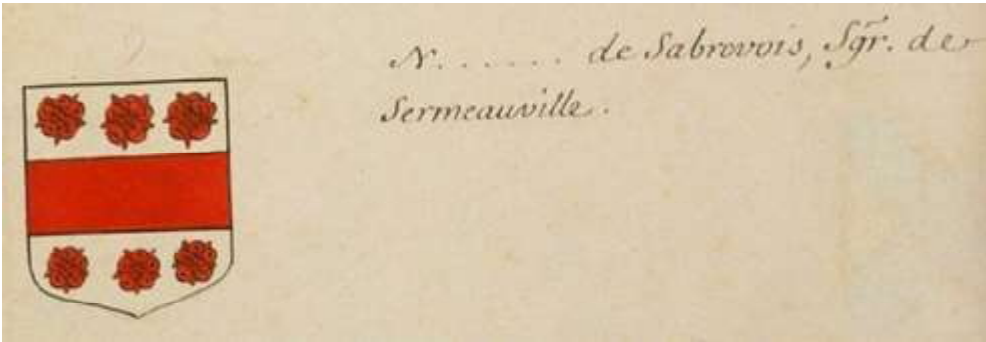 N....... de Sabrevois, Sgr. de
Sermeauville.